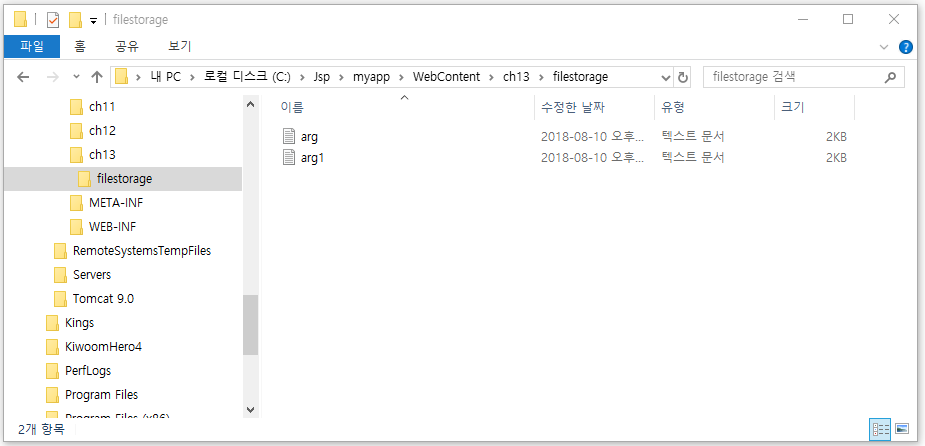 filestorage
파일 홈 공유 보기
내 PC > 로컬 디스크 (C:) > Jsp > myapp > WebContent > ch13 > filestorage
filestorage 검색
ch11
ch12
ch13
filestorage
META-INF
WEB-INF
RemoteSystemsTempFiles
Servers
Tomcat 9.0
Kings
KiwoomHero4
PerfLogs
Program Files
Program Files (x86)
이름 수정한 날짜 유형 크기
arg 2018-08-10 오후... 텍스트 문서 2KB
arg1 2018-08-10 오후... 텍스트 문서 2KB
2개 항목